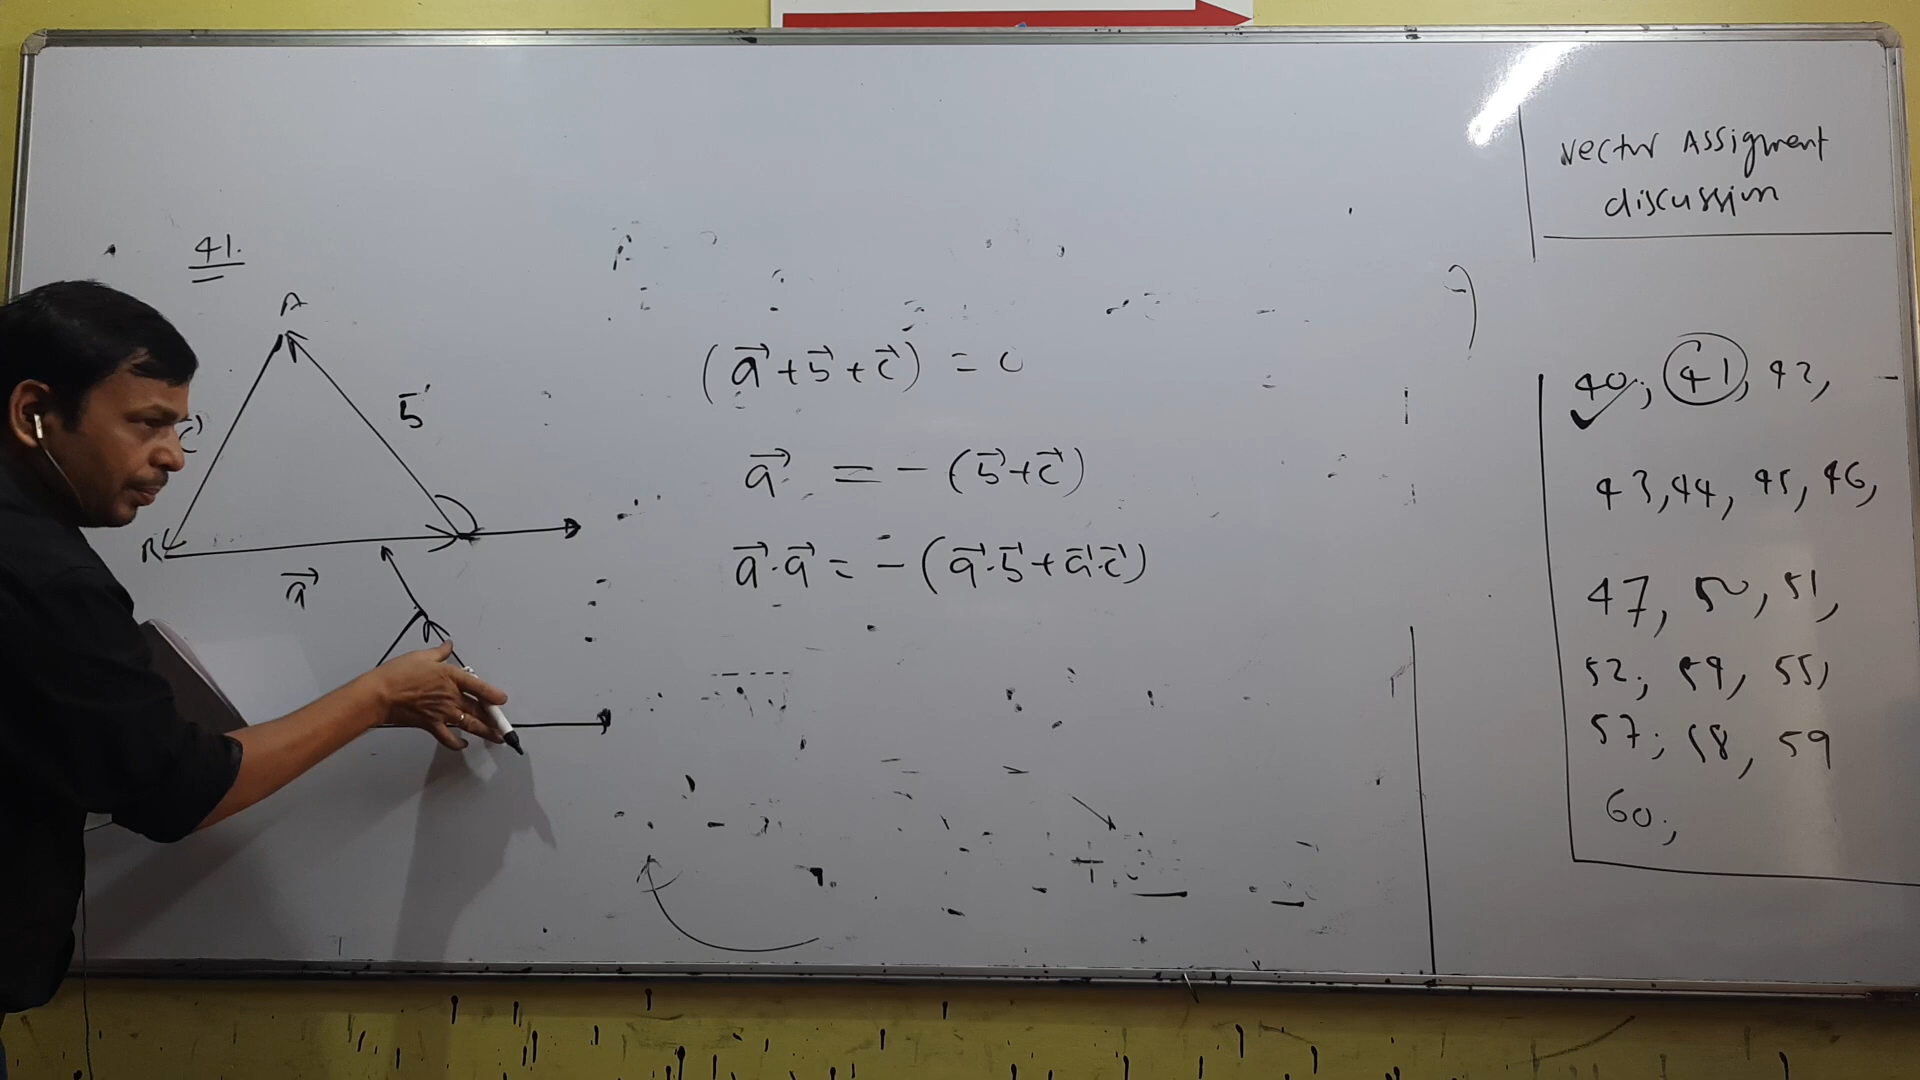 41.
A
b⃗
c⃗
B
a⃗
(a⃗ + b⃗ + c⃗) = 0
a⃗ = - (b⃗ + c⃗)
a⃗·a⃗ = - (a⃗·b⃗ + a⃗·c⃗)
vector Assigment
discussion
40, 41, 42,
43, 44, 45, 46,
47, 50, 51,
52, 54, 55,
57, 58, 59
60,